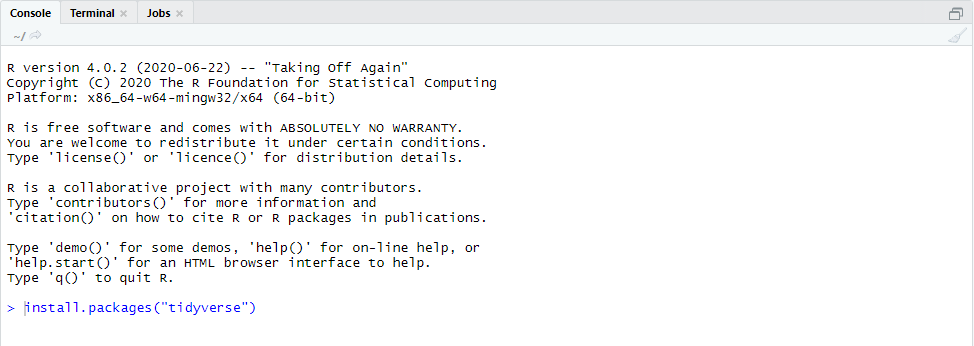 Console Terminal × Jobs ×
~/
R version 4.0.2 (2020-06-22) -- "Taking Off Again"
Copyright (C) 2020 The R Foundation for Statistical Computing
Platform: x86_64-w64-mingw32/x64 (64-bit)
R is free software and comes with ABSOLUTELY NO WARRANTY.
You are welcome to redistribute it under certain conditions.
Type 'license()' or 'licence()' for distribution details.
R is a collaborative project with many contributors.
Type 'contributors()' for more information and
'citation()' on how to cite R or R packages in publications.
Type 'demo()' for some demos, 'help()' for on-line help, or
'help.start()' for an HTML browser interface to help.
Type 'q()' to quit R.
> install.packages("tidyverse")